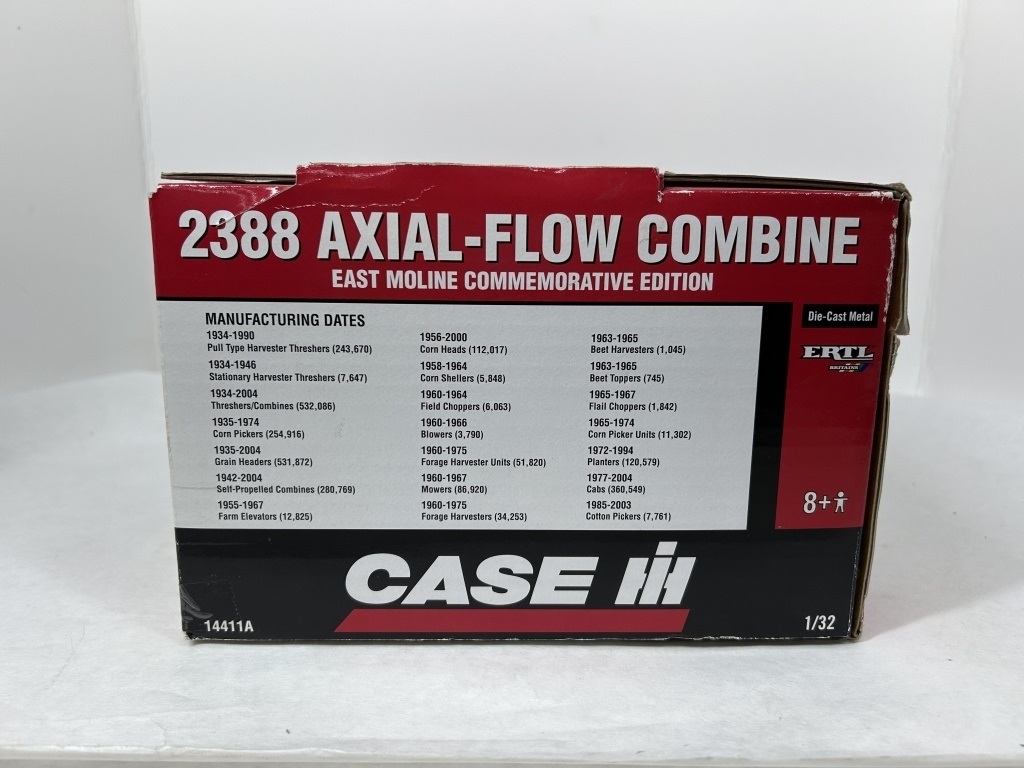 2388 AXIAL-FLOW COMBINE
EAST MOLINE COMMEMORATIVE EDITION
MANUFACTURING DATES
1934-1990
Pull Type Harvester Threshers (243,670)
1934-1946
Stationary Harvester Threshers (7,647)
1934-2004
Threshers/Combines (532,086)
1935-1974
Corn Pickers (254,916)
1935-2004
Grain Headers (531,872)
1942-2004
Self-Propelled Combines (280,769)
1955-1967
Farm Elevators (12,825)
1956-2000
Corn Heads (112,017)
1958-1964
Corn Shellers (5,848)
1960-1964
Field Choppers (6,063)
1960-1966
Blowers (3,790)
1960-1975
Forage Harvester Units (51,820)
1960-1967
Mowers (86,920)
1960-1975
Forage Harvesters (34,253)
1963-1965
Beet Harvesters (1,045)
1963-1965
Beet Toppers (745)
1965-1967
Flail Choppers (1,842)
1965-1974
Corn Picker Units (11,302)
1972-1994
Planters (120,579)
1977-2004
Cabs (360,549)
1985-2003
Cotton Pickers (7,761)
Die-Cast Metal
ERTL
BRITAINS
8+
CASE IH
14411A
1/32